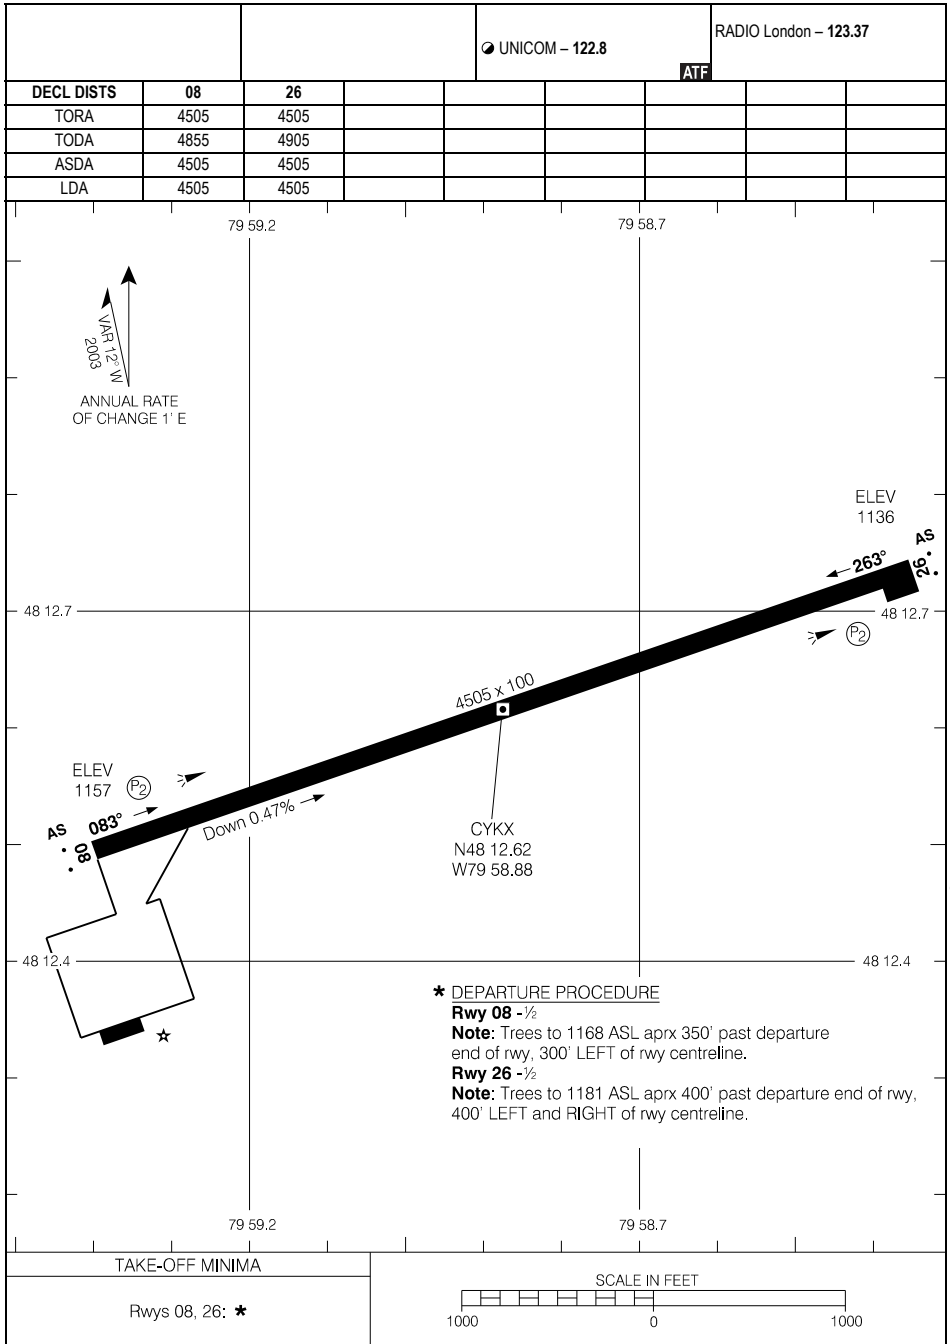 UNICOM – 122.8
ATF
RADIO London – 123.37
DECL DISTS 08 26
TORA 4505 4505
TODA 4855 4905
ASDA 4505 4505
LDA 4505 4505
79 59.2 79 58.7
VAR 12° W
2003
ANNUAL RATE
OF CHANGE 1' E
ELEV
1136
AS
26
263°
48 12.7 48 12.7
P2
4505 x 100
ELEV
1157 P2
AS
08
083°
Down 0.47%
CYKX
N48 12.62
W79 58.88
48 12.4 48 12.4
* DEPARTURE PROCEDURE
Rwy 08 -½
Note: Trees to 1168 ASL aprx 350' past departure
end of rwy, 300' LEFT of rwy centreline.
Rwy 26 -½
Note: Trees to 1181 ASL aprx 400' past departure end of rwy,
400' LEFT and RIGHT of rwy centreline.
79 59.2 79 58.7
TAKE-OFF MINIMA
Rwys 08, 26: *
SCALE IN FEET
1000 0 1000